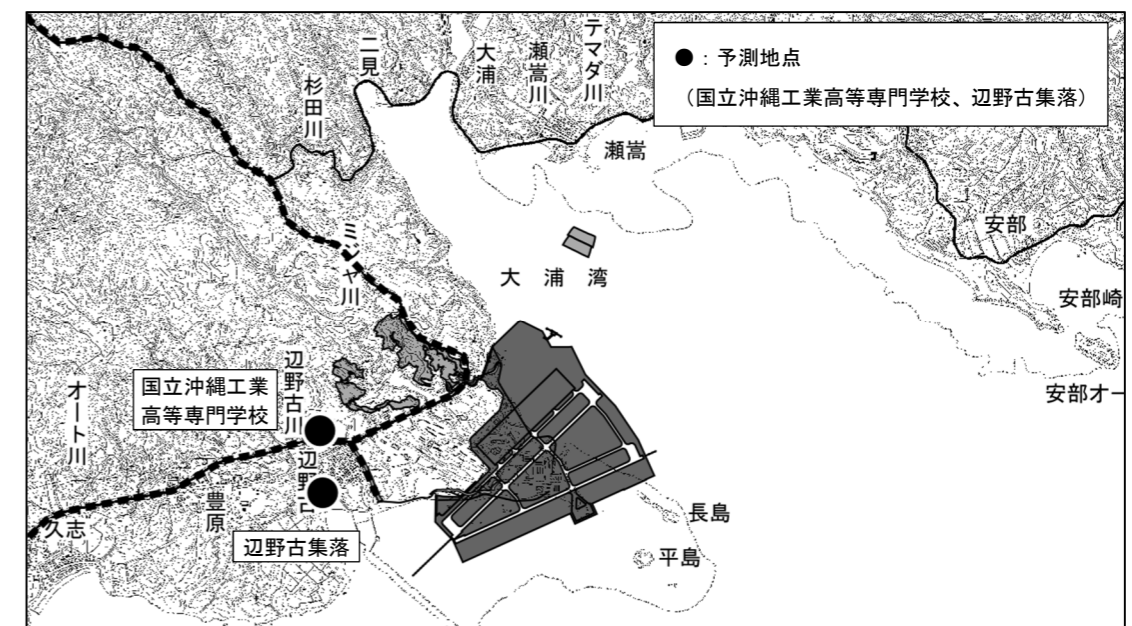 ●：予測地点
（国立沖縄工業高等専門学校、辺野古集落）
テマダ川
瀬嵩川
大浦
二見
杉田川
瀬嵩
安部
安部崎
安部オー
大浦湾
ミジャ川
辺野古川
国立沖縄工業
高等専門学校
オート川
辺野古
豊原
久志
辺野古集落
長島
平島